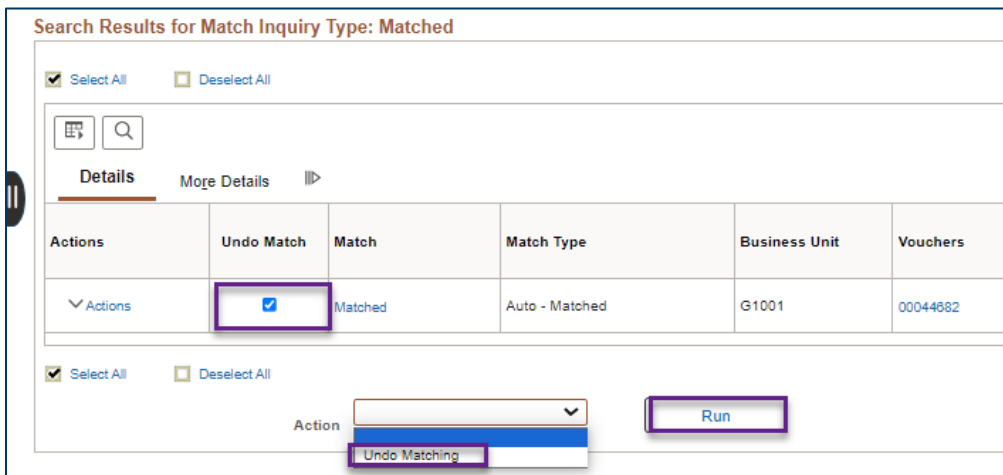 Search Results for Match Inquiry Type: Matched
Select All Deselect All
Details More Details
Actions Undo Match Match Match Type Business Unit Vouchers
Actions Matched Auto - Matched G1001 00044682
Select All Deselect All
Action Run
Undo Matching